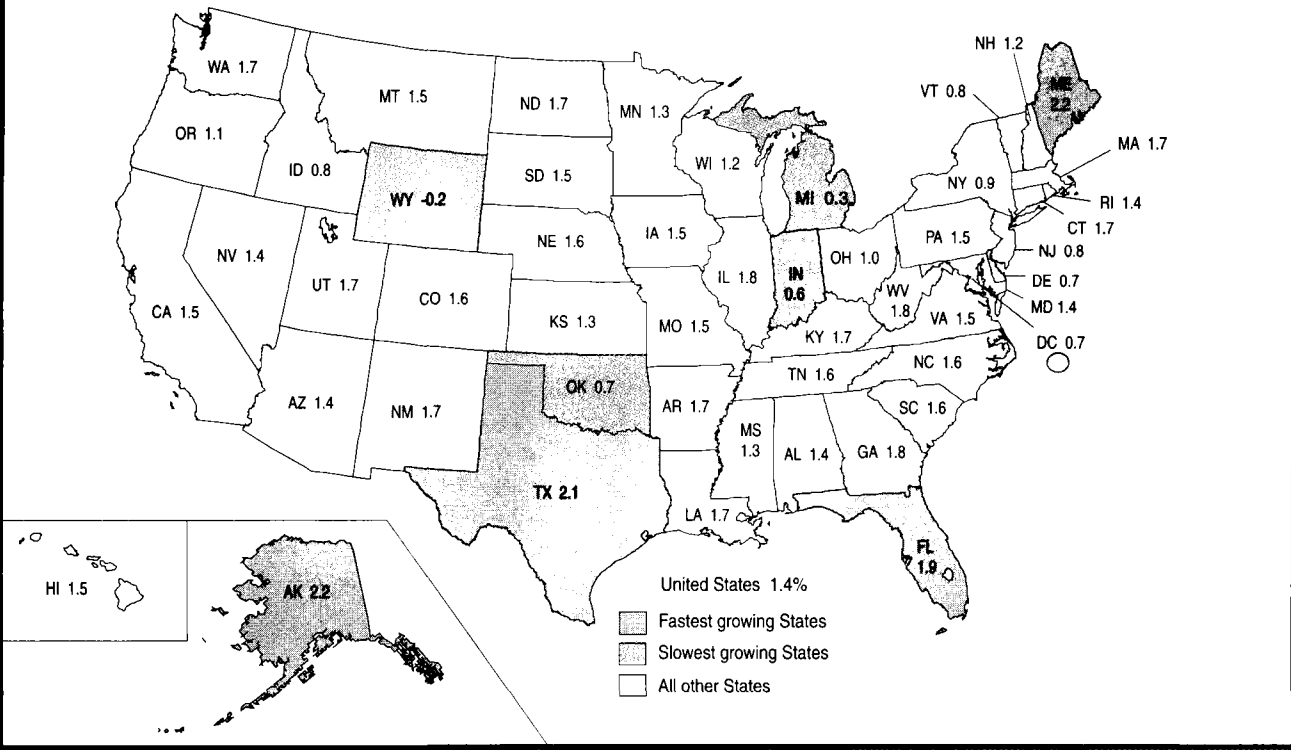 NH 1.2
VT 0.8
ME
2.2
WA 1.7
MT 1.5
ND 1.7
MN 1.3
OR 1.1
ID 0.8
WY -0.2
SD 1.5
WI 1.2
MI 0.3
NY 0.9
MA 1.7
RI 1.4
CT 1.7
NJ 0.8
DE 0.7
MD 1.4
DC 0.7
NV 1.4
UT 1.7
CO 1.6
NE 1.6
IA 1.5
IL 1.8
IN
0.6
OH 1.0
PA 1.5
WV
1.8
VA 1.5
CA 1.5
KS 1.3
MO 1.5
KY 1.7
NC 1.6
TN 1.6
SC 1.6
AZ 1.4
NM 1.7
OK 0.7
AR 1.7
MS
1.3
AL 1.4
GA 1.8
TX 2.1
LA 1.7
FL
1.9
HI 1.5
AK 2.2
United States 1.4%
Fastest growing States
Slowest growing States
All other States